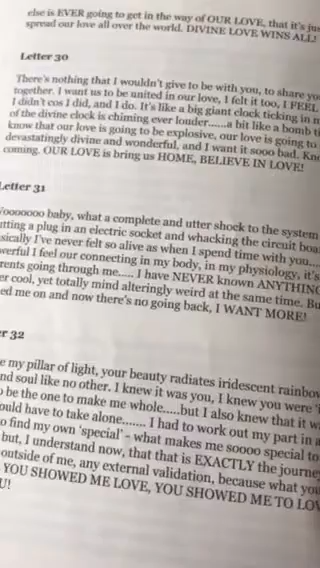 else is EVER going to get in the way of OUR LOVE, that it's jus
spread our love all over the world. DIVINE LOVE WINS ALL!
Letter 30
There's nothing that I wouldn't give to be with you, to share yo
together. I want us to be united in our love, I felt it too, I FEEL
I didn't cos I did, and I do. It's like a big giant clock ticking in m
of the divine clock is chiming ever louder......a bit like a bomb ti
know that our love is going to be explosive, our love is going to
devastatingly divine and wonderful, and I want it sooo bad. Kno
coming. OUR LOVE is bring us HOME, BELIEVE IN LOVE!
Letter 31
Yooooooo baby, what a complete and utter shock to the system
utting a plug in an electric socket and whacking the circuit boa
sically I've never felt so alive as when I spend time with you....
werful I feel our connecting in my body, in my physiology, it's
rents going through me..... I have NEVER known ANYTHING
er cool, yet totally mind alteringly weird at the same time. Bu
ed me on and now there's no going back, I WANT MORE!
er 32
e my pillar of light, your beauty radiates iridescent rainbow
nd soul like no other. I knew it was you, I knew you were 'i
o be the one to make me whole.....but I also knew that it w
ould have to take alone....... I had to work out my part in a
o find my own 'special' - what makes me soooo special to
but, I understand now, that that is EXACTLY the journe
outside of me, any external validation, because what you
YOU SHOWED ME LOVE, YOU SHOWED ME TO LOV
U!